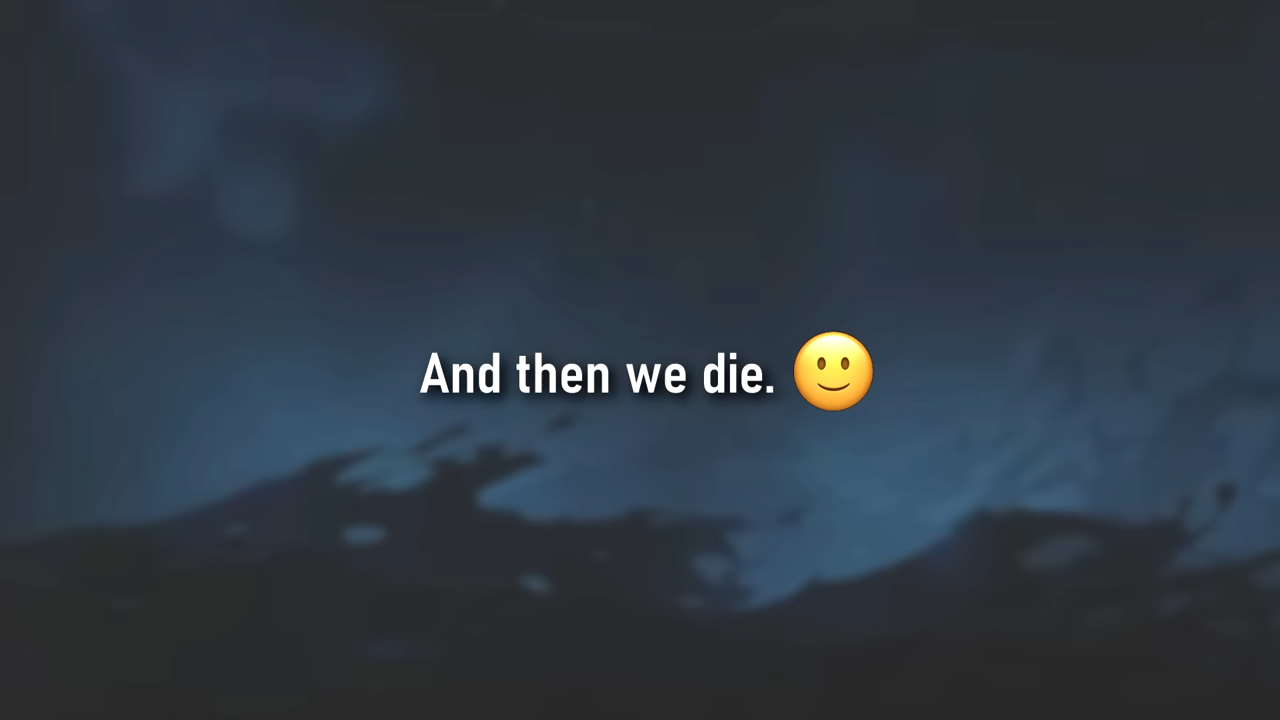 And then we die. 🙂